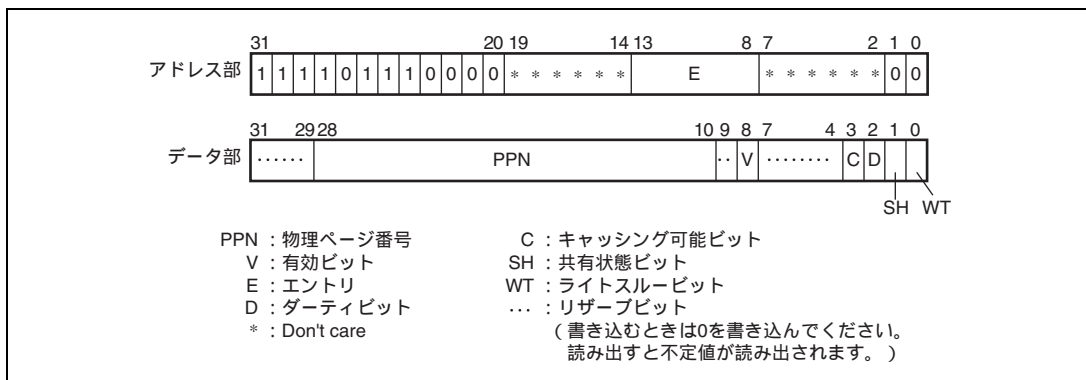 31 20 19 14 13 8 7 2 1 0
アドレス部 1 1 1 1 0 1 1 1 0 0 0 0 * * * * * * E * * * * * * 0 0
31 29 28 10 9 8 7 4 3 2 1 0
データ部 ······ PPN ·· V ········ C D
SH WT
PPN : 物理ページ番号 C : キャッシング可能ビット
V : 有効ビット SH : 共有状態ビット
E : エントリ WT : ライトスルービット
D : ダーティビット ··· : リザーブビット
* : Don't care (書き込むときは0を書き込んでください。
読み出すと不定値が読み出されます。)